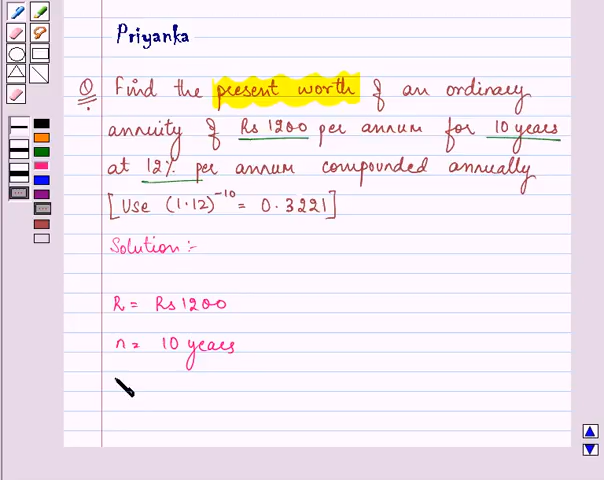 Priyanka
Q Find the present worth of an ordinary
annuity of Rs 1200 per annum for 10 years
at 12% per annum compounded annually
[Use (1.12)⁻¹⁰ = 0.3221]
Solution :-
R = Rs 1200
n = 10 years